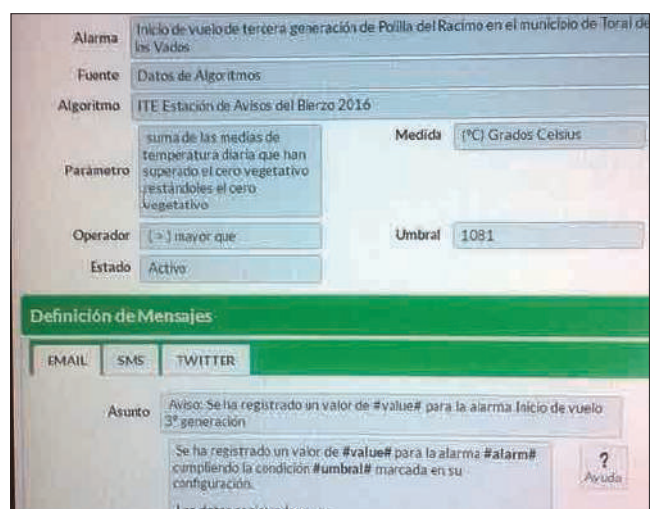 Alarma
Inicio de vuelo de tercera generación de Polilla del Racimo en el municipio de Toral de
los Vados
Fuente
Datos de Algoritmos
Algoritmo
ITE Estación de Avisos del Bierzo 2016
Parámetro
suma de las medias de
temperatura diaria que han
superado el cero vegetativo
restándoles el cero
vegetativo
Medida
(ºC) Grados Celsius
Operador
( > ) mayor que
Umbral
1081
Estado
Activo
Definición de Mensajes
EMAIL
SMS
TWITTER
Asunto
Aviso: Se ha registrado un valor de #value# para la alarma Inicio de vuelo
3ª generación
Se ha registrado un valor de #value# para la alarma #alarm#
cumpliendo la condición #umbral# marcada en su
configuración.
?
Ayuda